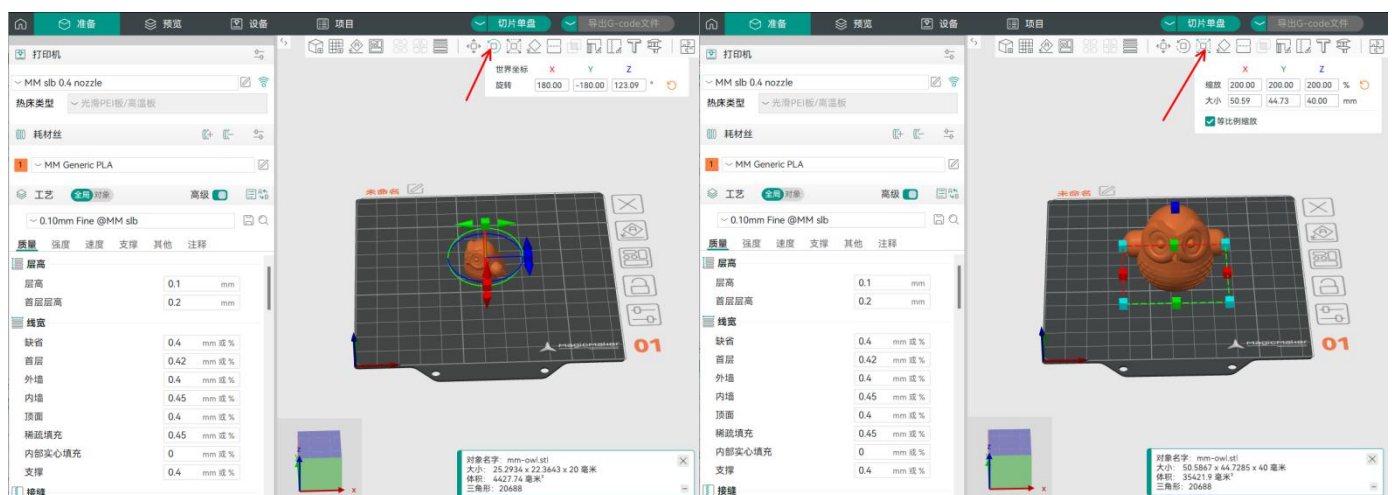 准备
预览
设备
项目
切片单盘
导出G-code文件
打印机
MM slb 0.4 nozzle
热床类型
光滑PEI板/高温板
耗材丝
1 MM Generic PLA
工艺 全局 对象 高级
0.10mm Fine @MM slb
质量 强度 速度 支撑 其他 注释
层高
层高 0.1 mm
首层层高 0.2 mm
线宽
缺省 0.4 mm 或 %
首层 0.42 mm 或 %
外墙 0.4 mm 或 %
内墙 0.45 mm 或 %
顶面 0.4 mm 或 %
稀疏填充 0.45 mm 或 %
内部实心填充 0 mm 或 %
支撑 0.4 mm 或 %
接缝
世界坐标 X Y Z
旋转 180.00 -180.00 123.09 °
未命名
MagicMaker
01
z
x
对象名字: mm-owl.stl
大小: 25.2934 x 22.3643 x 20 毫米
体积: 4427.74 毫米³
三角形: 20688
准备
预览
设备
项目
切片单盘
导出G-code文件
打印机
MM slb 0.4 nozzle
热床类型
光滑PEI板/高温板
耗材丝
1 MM Generic PLA
工艺 全局 对象 高级
0.10mm Fine @MM slb
质量 强度 速度 支撑 其他 注释
层高
层高 0.1 mm
首层层高 0.2 mm
线宽
缺省 0.4 mm 或 %
首层 0.42 mm 或 %
外墙 0.4 mm 或 %
内墙 0.45 mm 或 %
顶面 0.4 mm 或 %
稀疏填充 0.45 mm 或 %
内部实心填充 0 mm 或 %
支撑 0.4 mm 或 %
接缝
X Y Z
缩放 200.00 200.00 200.00 %
大小 50.59 44.73 40.00 mm
等比例缩放
未命名
MagicMaker
01
z
x
对象名字: mm-owl.stl
大小: 50.5867 x 44.7285 x 40 毫米
体积: 35421.9 毫米³
三角形: 20688